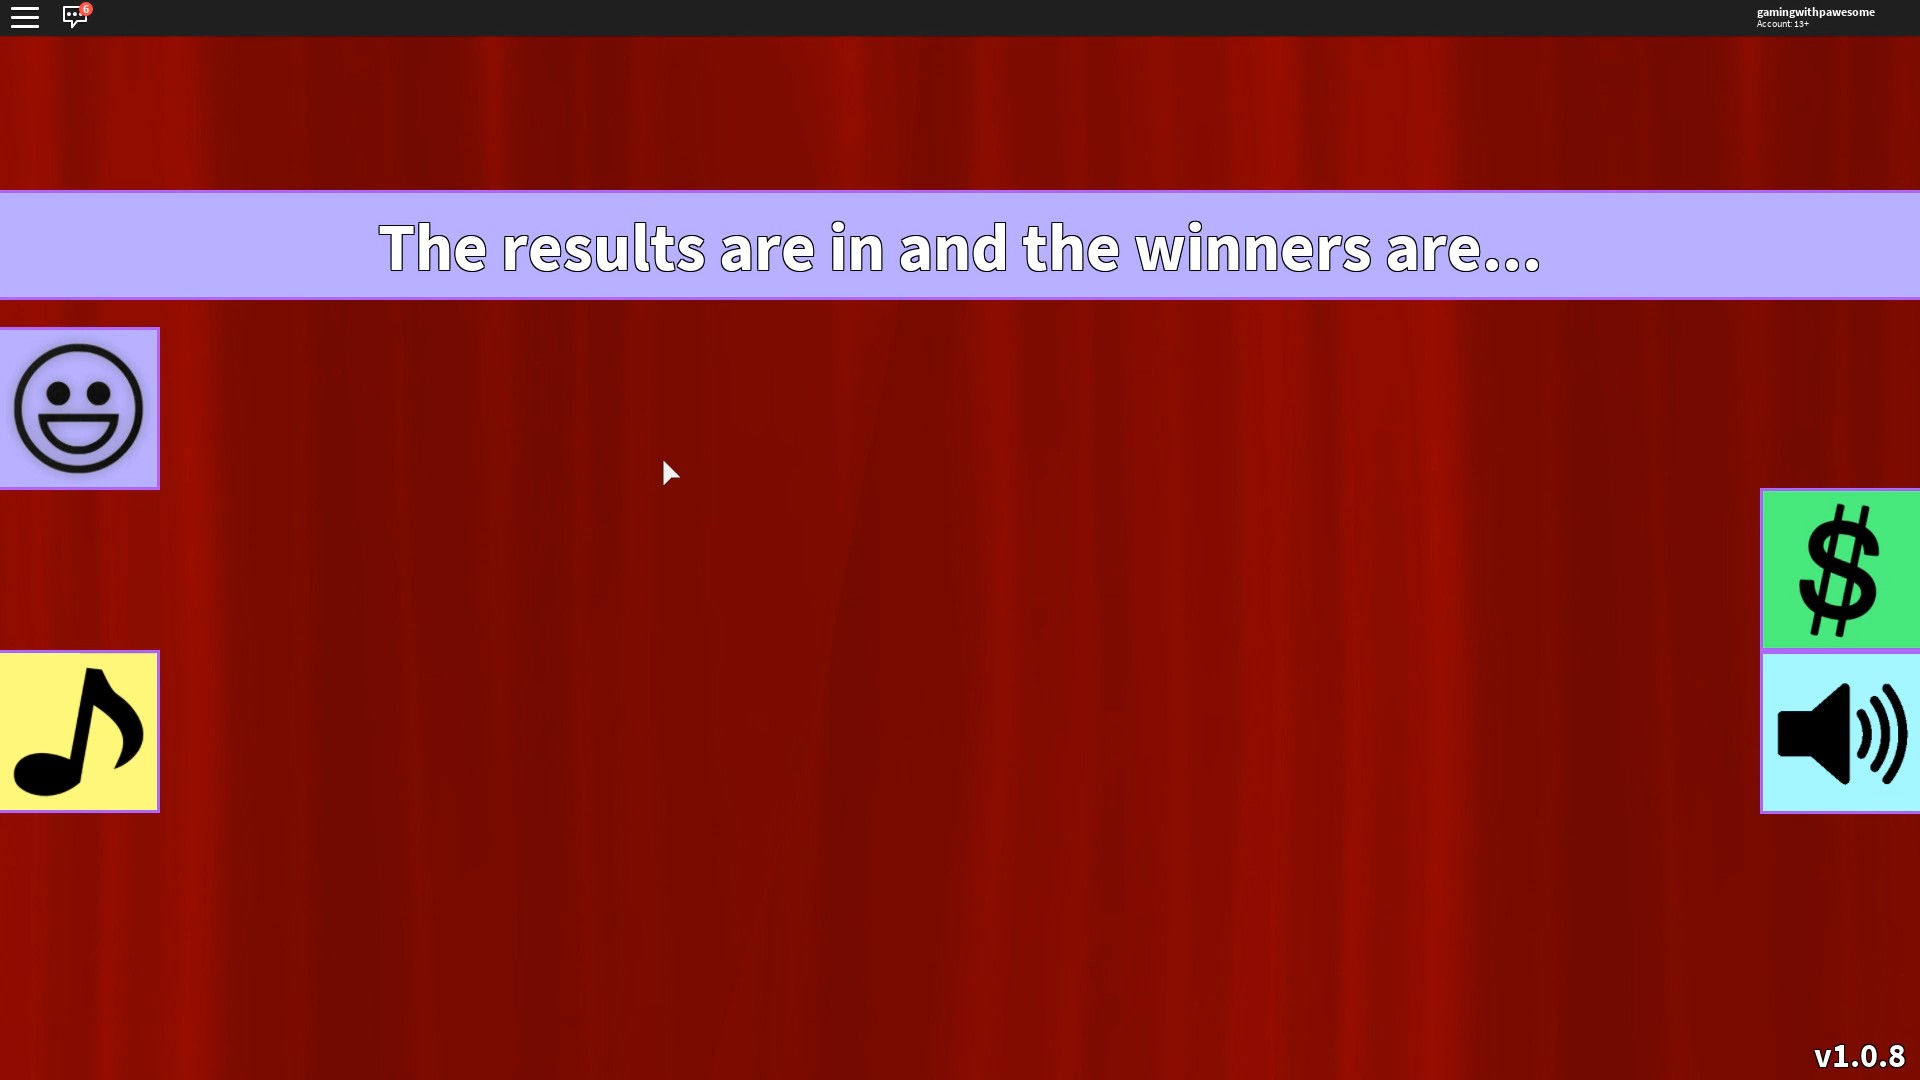 6
gamingwithpawesome
Account: 13+
The results are in and the winners are...
$
v1.0.8